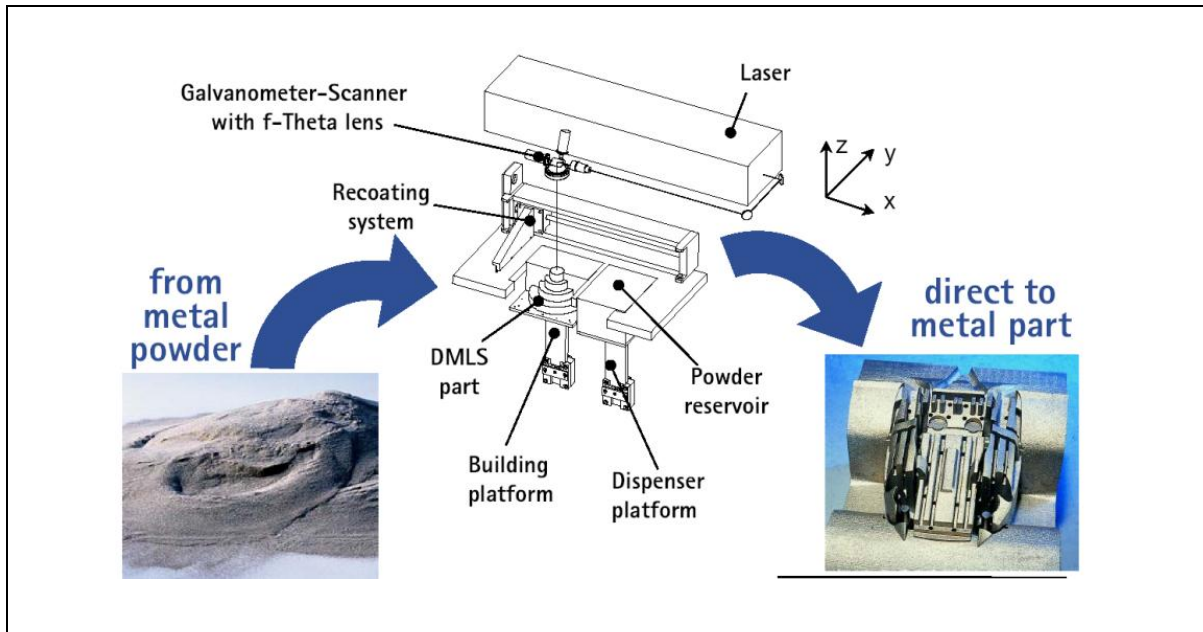 Laser
Galvanometer-Scanner
with f-Theta lens
z
y
x
Recoating
system
from
metal
powder
direct to
metal part
DMLS
part
Powder
reservoir
Building
platform
Dispenser
platform